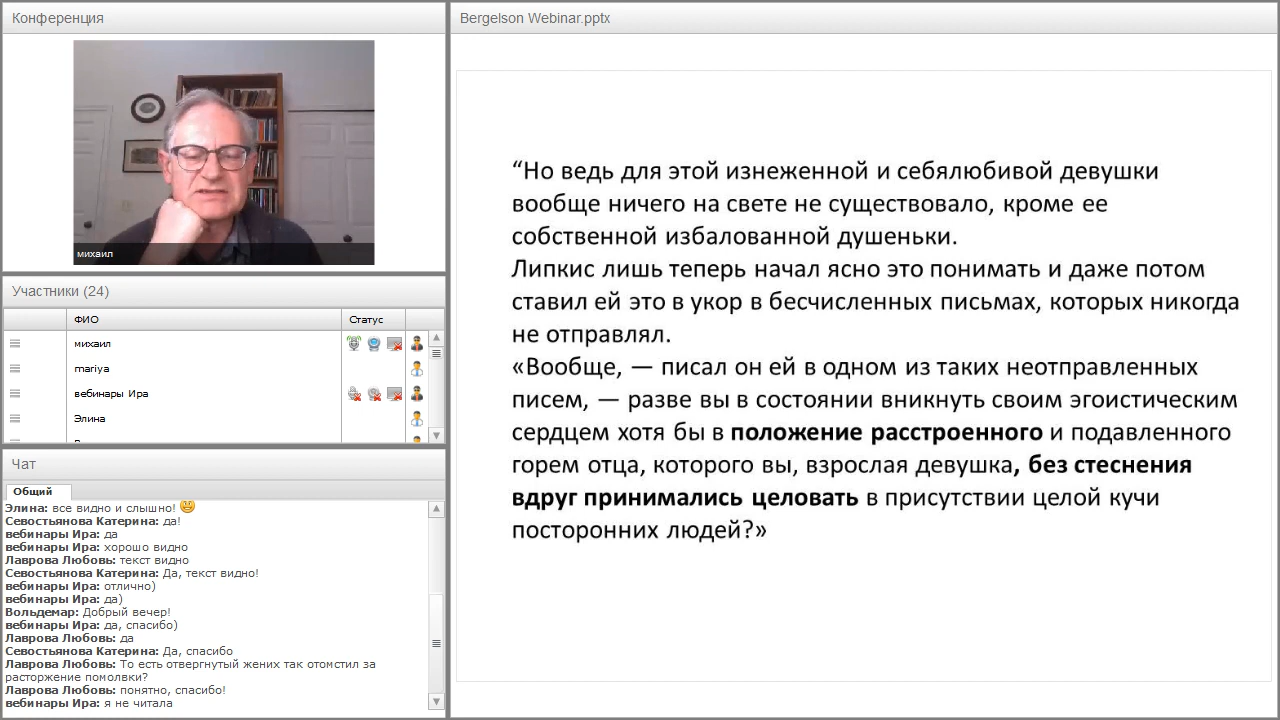 Конференция
михаил
Участники (24)
ФИО
Статус
михаил
mariya
вебинары Ира
Элина
Чат
Общий
Элина: все видно и слышно!
Севостьянова Катерина: да!
вебинары Ира: да
вебинары Ира: хорошо видно
Лаврова Любовь: текст видно
Севостьянова Катерина: Да, текст видно!
вебинары Ира: отлично)
вебинары Ира: да)
Вольдемар: Добрый вечер!
вебинары Ира: да, спасибо)
Лаврова Любовь: да
Севостьянова Катерина: Да, спасибо
Лаврова Любовь: То есть отвергнутый жених так отомстил за
расторжение помолвки?
Лаврова Любовь: понятно, спасибо!
вебинары Ира: я не читала
Bergelson Webinar.pptx
“Но ведь для этой изнеженной и себялюбивой девушки
вообще ничего на свете не существовало, кроме ее
собственной избалованной душеньки.
Липкис лишь теперь начал ясно это понимать и даже потом
ставил ей это в укор в бесчисленных письмах, которых никогда
не отправлял.
«Вообще, — писал он ей в одном из таких неотправленных
писем, — разве вы в состоянии вникнуть своим эгоистическим
сердцем хотя бы в положение расстроенного и подавленного
горем отца, которого вы, взрослая девушка, без стеснения
вдруг принимались целовать в присутствии целой кучи
посторонних людей?»